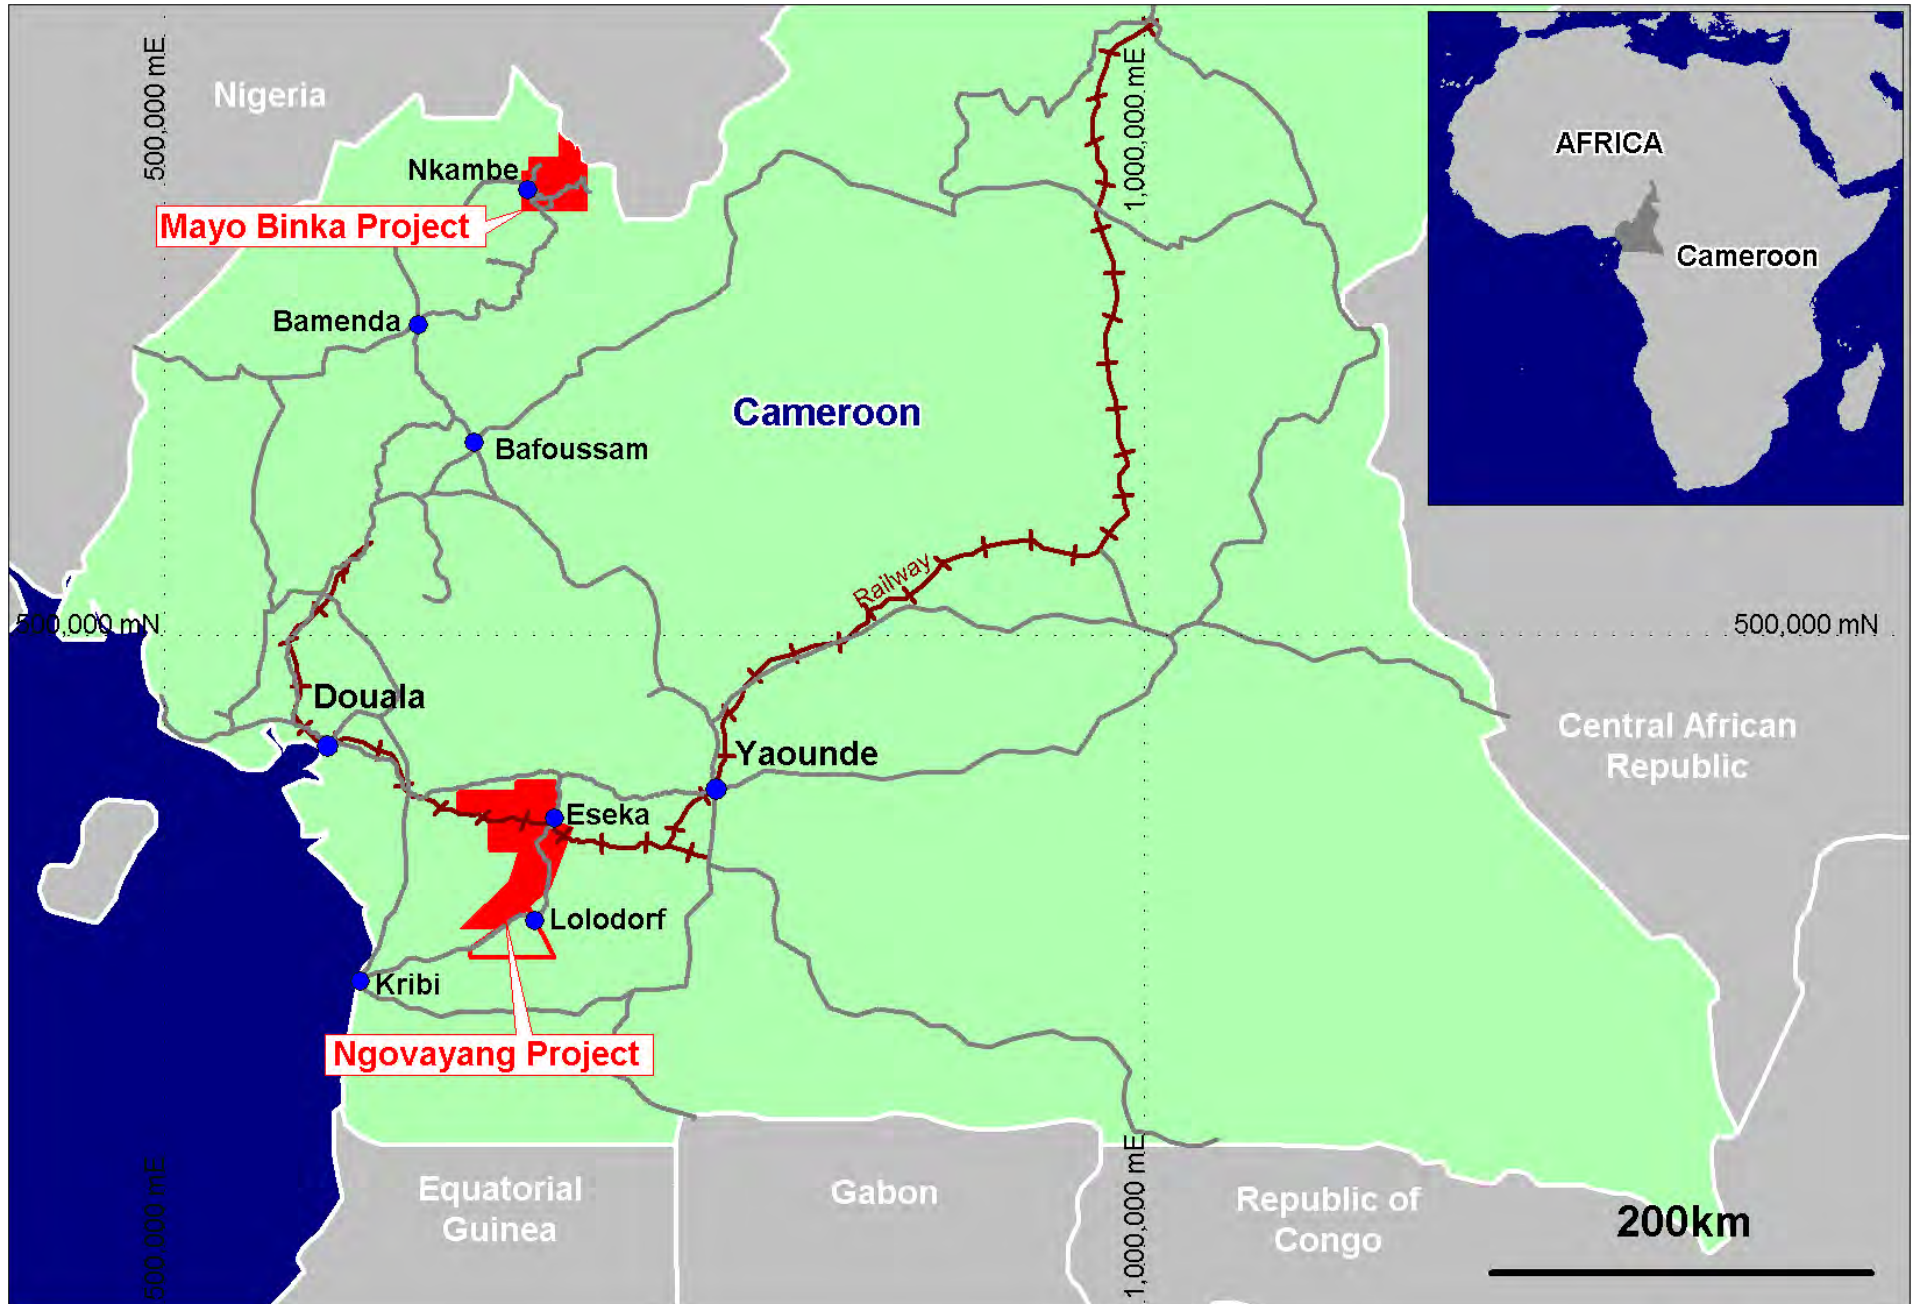 500,000 mE
Nigeria
1,000,000 mE
AFRICA
Nkambe
Mayo Binka Project
Cameroon
Bamenda
Cameroon
Bafoussam
Railway
500,000 mN
500,000 mN
Douala
Central African
Republic
Yaounde
Eseka
Lolodorf
Kribi
Ngovayang Project
500,000 mE
1,000,000 mE
Equatorial
Guinea
Gabon
Republic of
Congo
200km